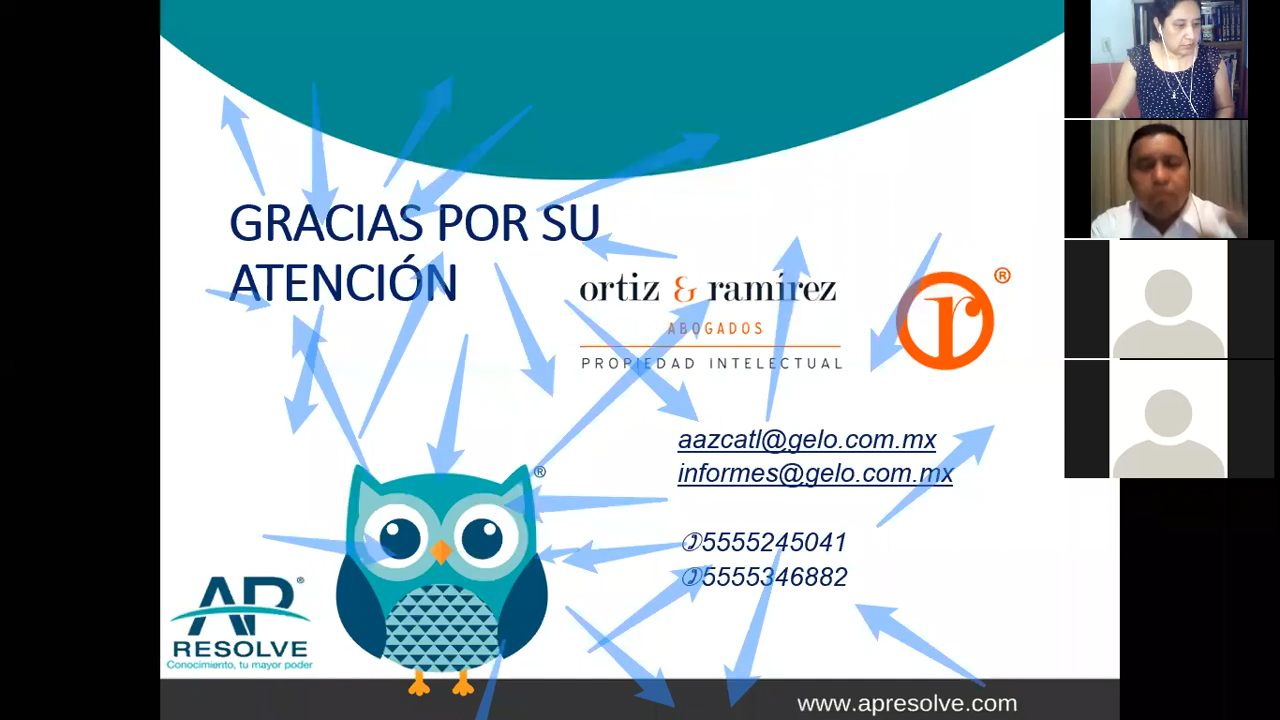 GRACIAS POR SU
ATENCIÓN
ortiz & ramírez
ABOGADOS
PROPIEDAD INTELECTUAL
r®
aazcatl@gelo.com.mx
informes@gelo.com.mx
✆5555245041
✆5555346882
®
AP®
RESOLVE
Conocimiento, tu mayor poder
www.apresolve.com